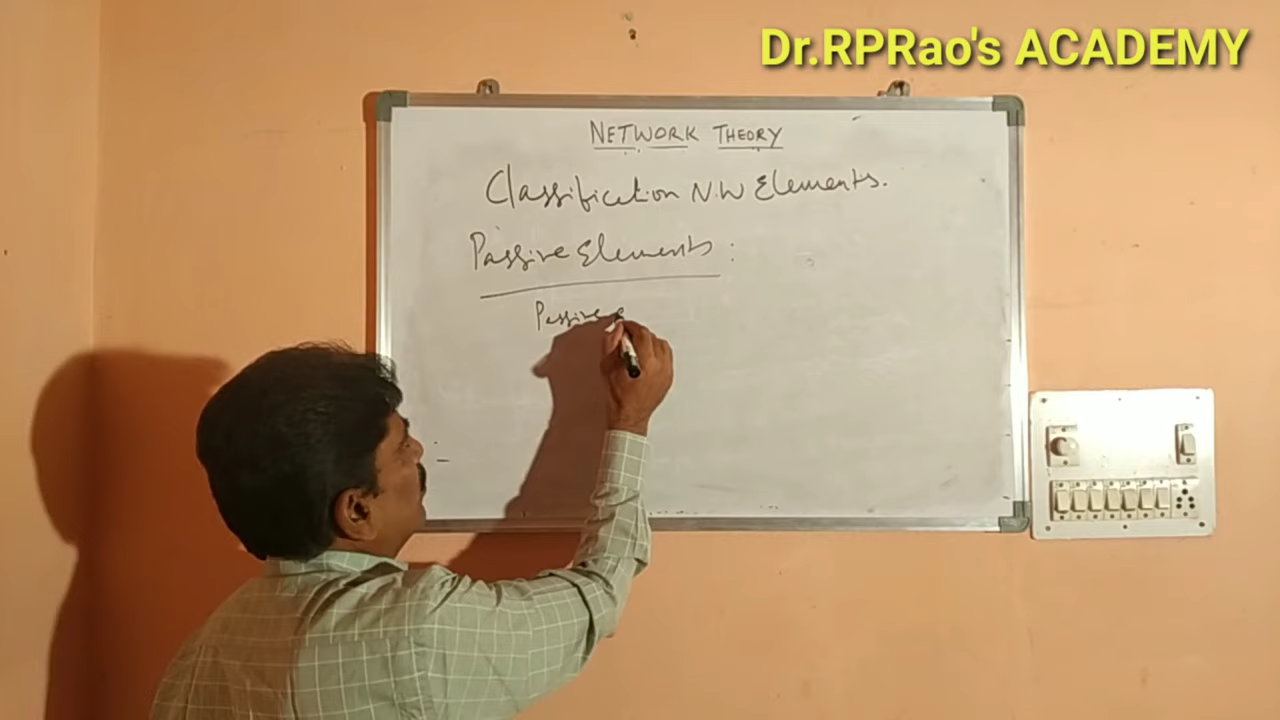 Dr.RPRao's ACADEMY
NETWORK THEORY
Classification N.W Elements.
Passive Elements :
Passive e